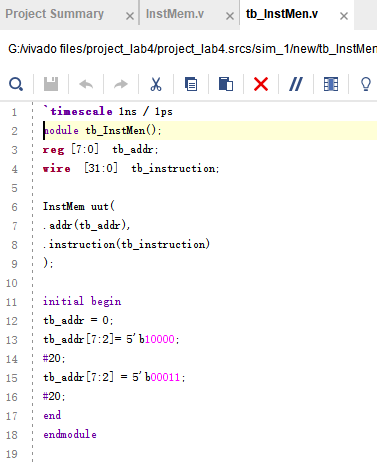 Project Summary × InstMem.v × tb_InstMen.v ×
G:/vivado files/project_lab4/project_lab4.srcs/sim_1/new/tb_InstMen
1 `timescale 1ns / 1ps
2 module tb_InstMen();
3 reg [7:0] tb_addr;
4 wire [31:0] tb_instruction;
5
6 InstMem uut(
7 .addr(tb_addr),
8 .instruction(tb_instruction)
9 );
10
11 initial begin
12 tb_addr = 0;
13 tb_addr[7:2]= 5'b10000;
14 #20;
15 tb_addr[7:2] = 5'b00011;
16 #20;
17 end
18 endmodule
19